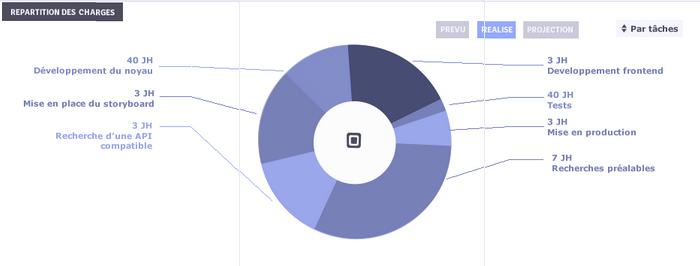 REPARTITION DES CHARGES
PREVU
REALISE
PROJECTION
Par tâches
40 JH
Développement du noyau
3 JH
Mise en place du storyboard
3 JH
Recherche d'une API
compatible
3 JH
Developpement frontend
40 JH
Tests
3 JH
Mise en production
7 JH
Recherches préalables